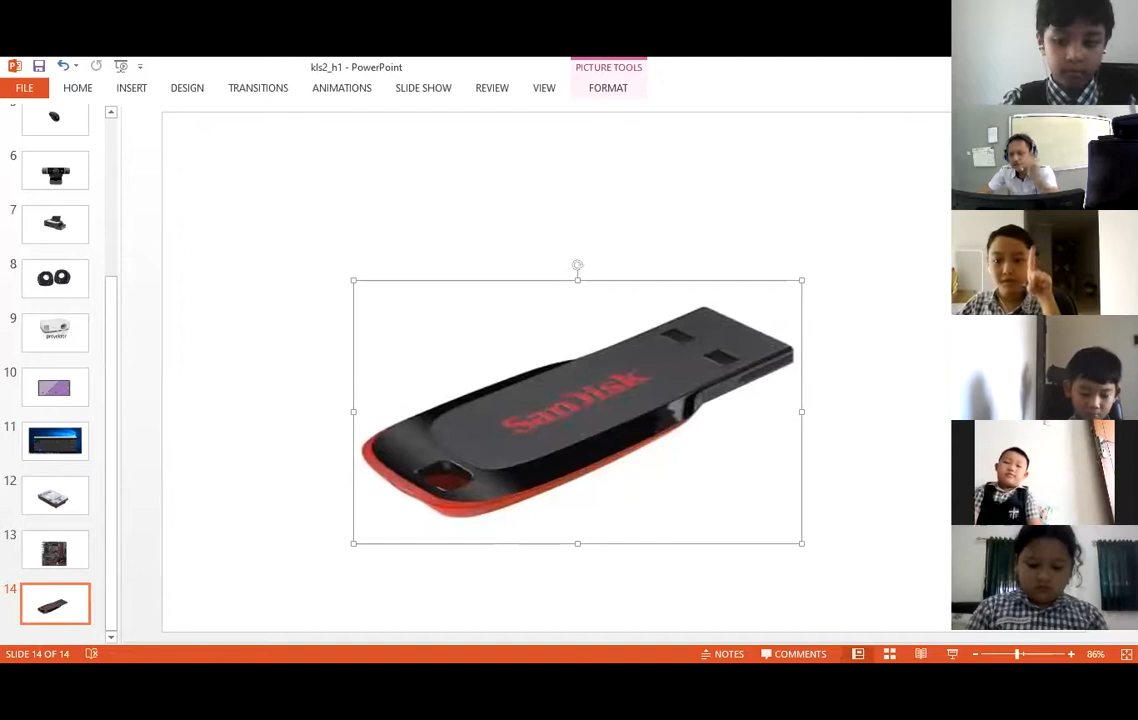 kls2_h1 - PowerPoint
PICTURE TOOLS
FILE HOME INSERT DESIGN TRANSITIONS ANIMATIONS SLIDE SHOW REVIEW VIEW FORMAT
6
7
8
9
10
11
12
13
14
SanDisk
SLIDE 14 OF 14
NOTES
COMMENTS
86%